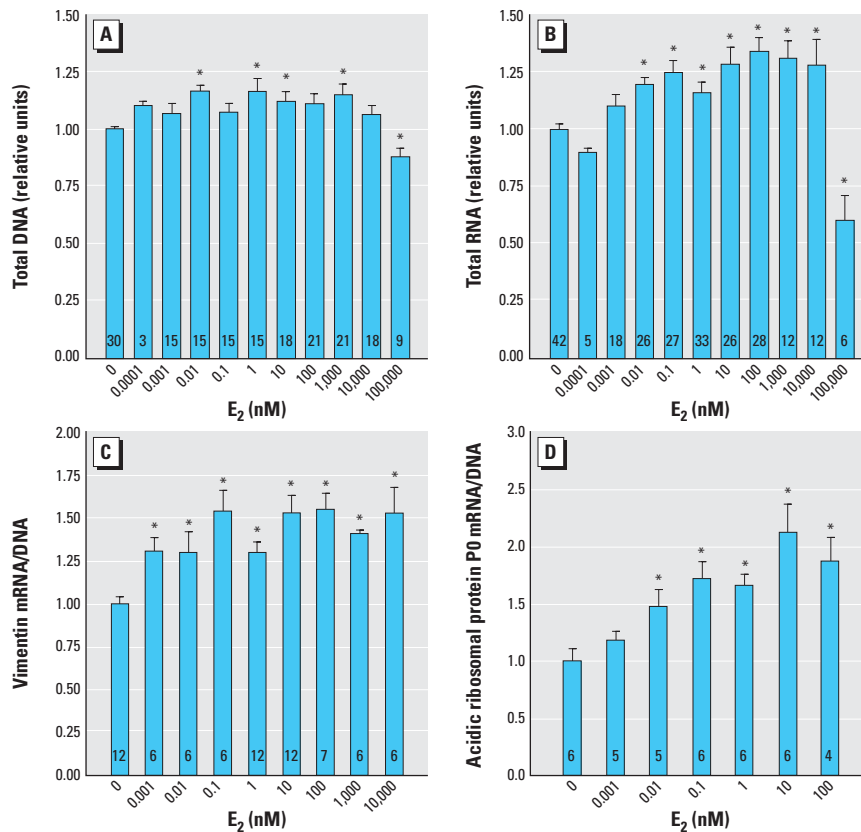 A
Total DNA (relative units)
1.50
1.25
1.00
0.75
0.50
0.25
0.00
30 3 15 15 15 15 18 21 21 18 9
0 0.0001 0.001 0.01 0.1 1 10 100 1,000 10,000 100,000
* * * * *
E2 (nM)
B
Total RNA (relative units)
1.50
1.25
1.00
0.75
0.50
0.25
0.00
42 5 18 26 27 33 26 28 12 12 6
0 0.0001 0.001 0.01 0.1 1 10 100 1,000 10,000 100,000
* * * * * * * *
E2 (nM)
C
Vimentin mRNA/DNA
2.00
1.75
1.50
1.25
1.00
0.75
0.50
0.25
0.00
12 6 6 6 12 12 7 6 6
0 0.001 0.01 0.1 1 10 100 1,000 10,000
* * * * * * * *
E2 (nM)
D
Acidic ribosomal protein P0 mRNA/DNA
3.0
2.5
2.0
1.5
1.0
0.5
0.0
6 5 5 6 6 6 4
0 0.001 0.01 0.1 1 10 100
* * * * *
E2 (nM)